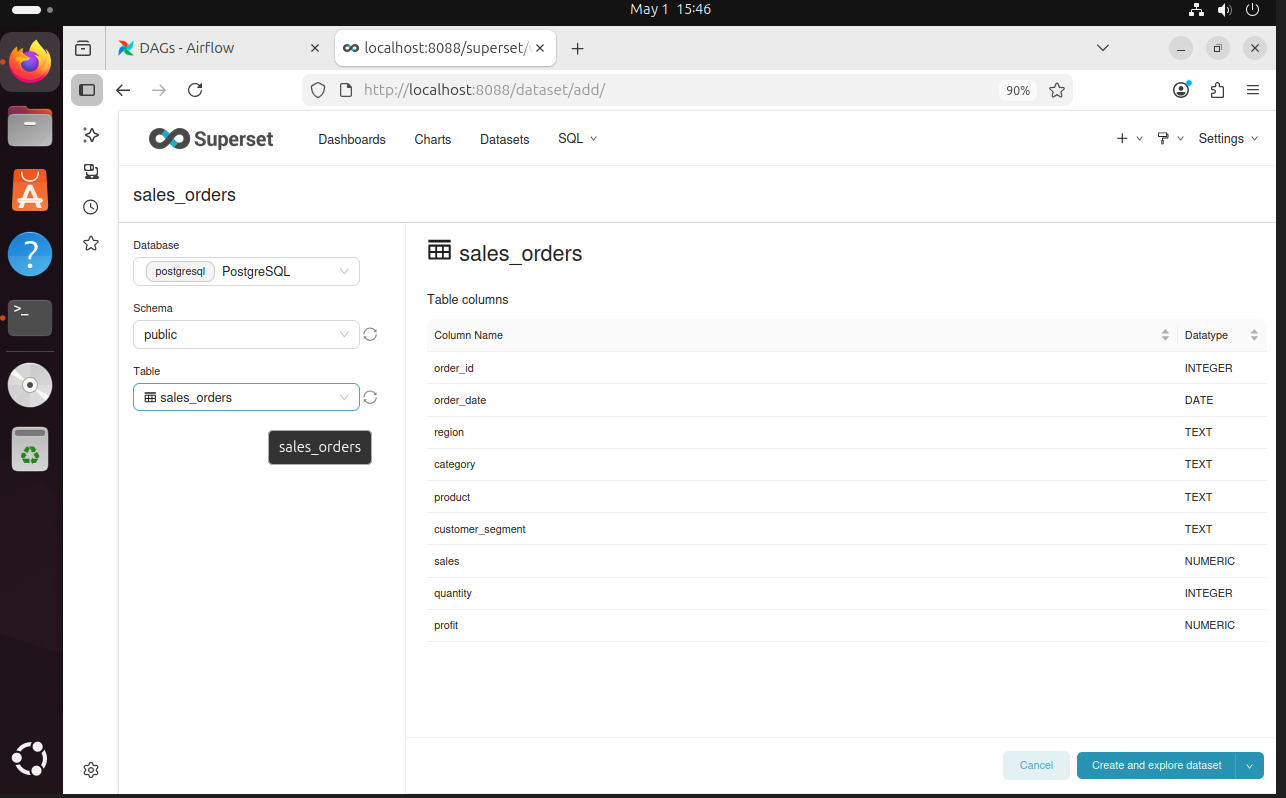 May 1 15:46
DAGs - Airflow
localhost:8088/superset/
http://localhost:8088/dataset/add/
90%
Superset
Dashboards
Charts
Datasets
SQL
Settings
sales_orders
Database
postgresql PostgreSQL
Schema
public
Table
sales_orders
sales_orders
sales_orders
Table columns
Column Name Datatype
order_id INTEGER
order_date DATE
region TEXT
category TEXT
product TEXT
customer_segment TEXT
sales NUMERIC
quantity INTEGER
profit NUMERIC
Cancel
Create and explore dataset